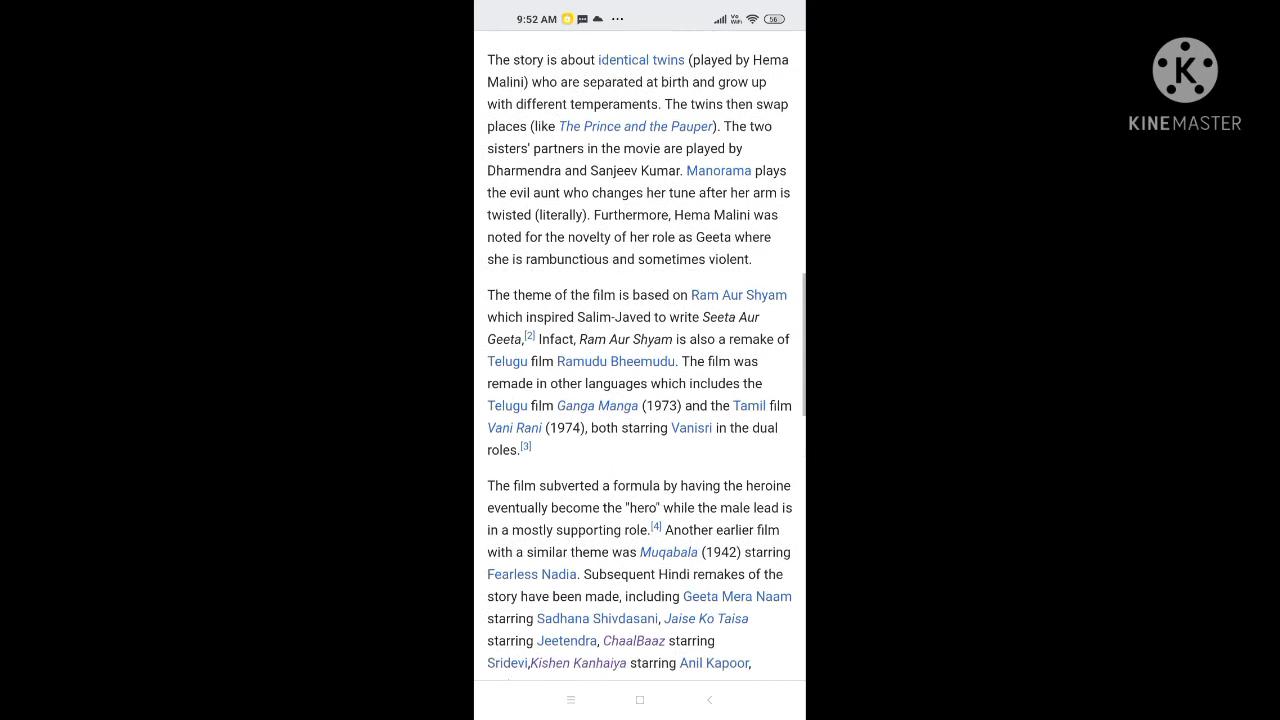 9:52 AM
Vo
WiFi
56
The story is about identical twins (played by Hema
Malini) who are separated at birth and grow up
with different temperaments. The twins then swap
places (like The Prince and the Pauper). The two
sisters' partners in the movie are played by
Dharmendra and Sanjeev Kumar. Manorama plays
the evil aunt who changes her tune after her arm is
twisted (literally). Furthermore, Hema Malini was
noted for the novelty of her role as Geeta where
she is rambunctious and sometimes violent.
The theme of the film is based on Ram Aur Shyam
which inspired Salim-Javed to write Seeta Aur
Geeta,[2] Infact, Ram Aur Shyam is also a remake of
Telugu film Ramudu Bheemudu. The film was
remade in other languages which includes the
Telugu film Ganga Manga (1973) and the Tamil film
Vani Rani (1974), both starring Vanisri in the dual
roles.[3]
The film subverted a formula by having the heroine
eventually become the "hero" while the male lead is
in a mostly supporting role.[4] Another earlier film
with a similar theme was Muqabala (1942) starring
Fearless Nadia. Subsequent Hindi remakes of the
story have been made, including Geeta Mera Naam
starring Sadhana Shivdasani, Jaise Ko Taisa
starring Jeetendra, ChaalBaaz starring
Sridevi,Kishen Kanhaiya starring Anil Kapoor,
K
KINEMASTER